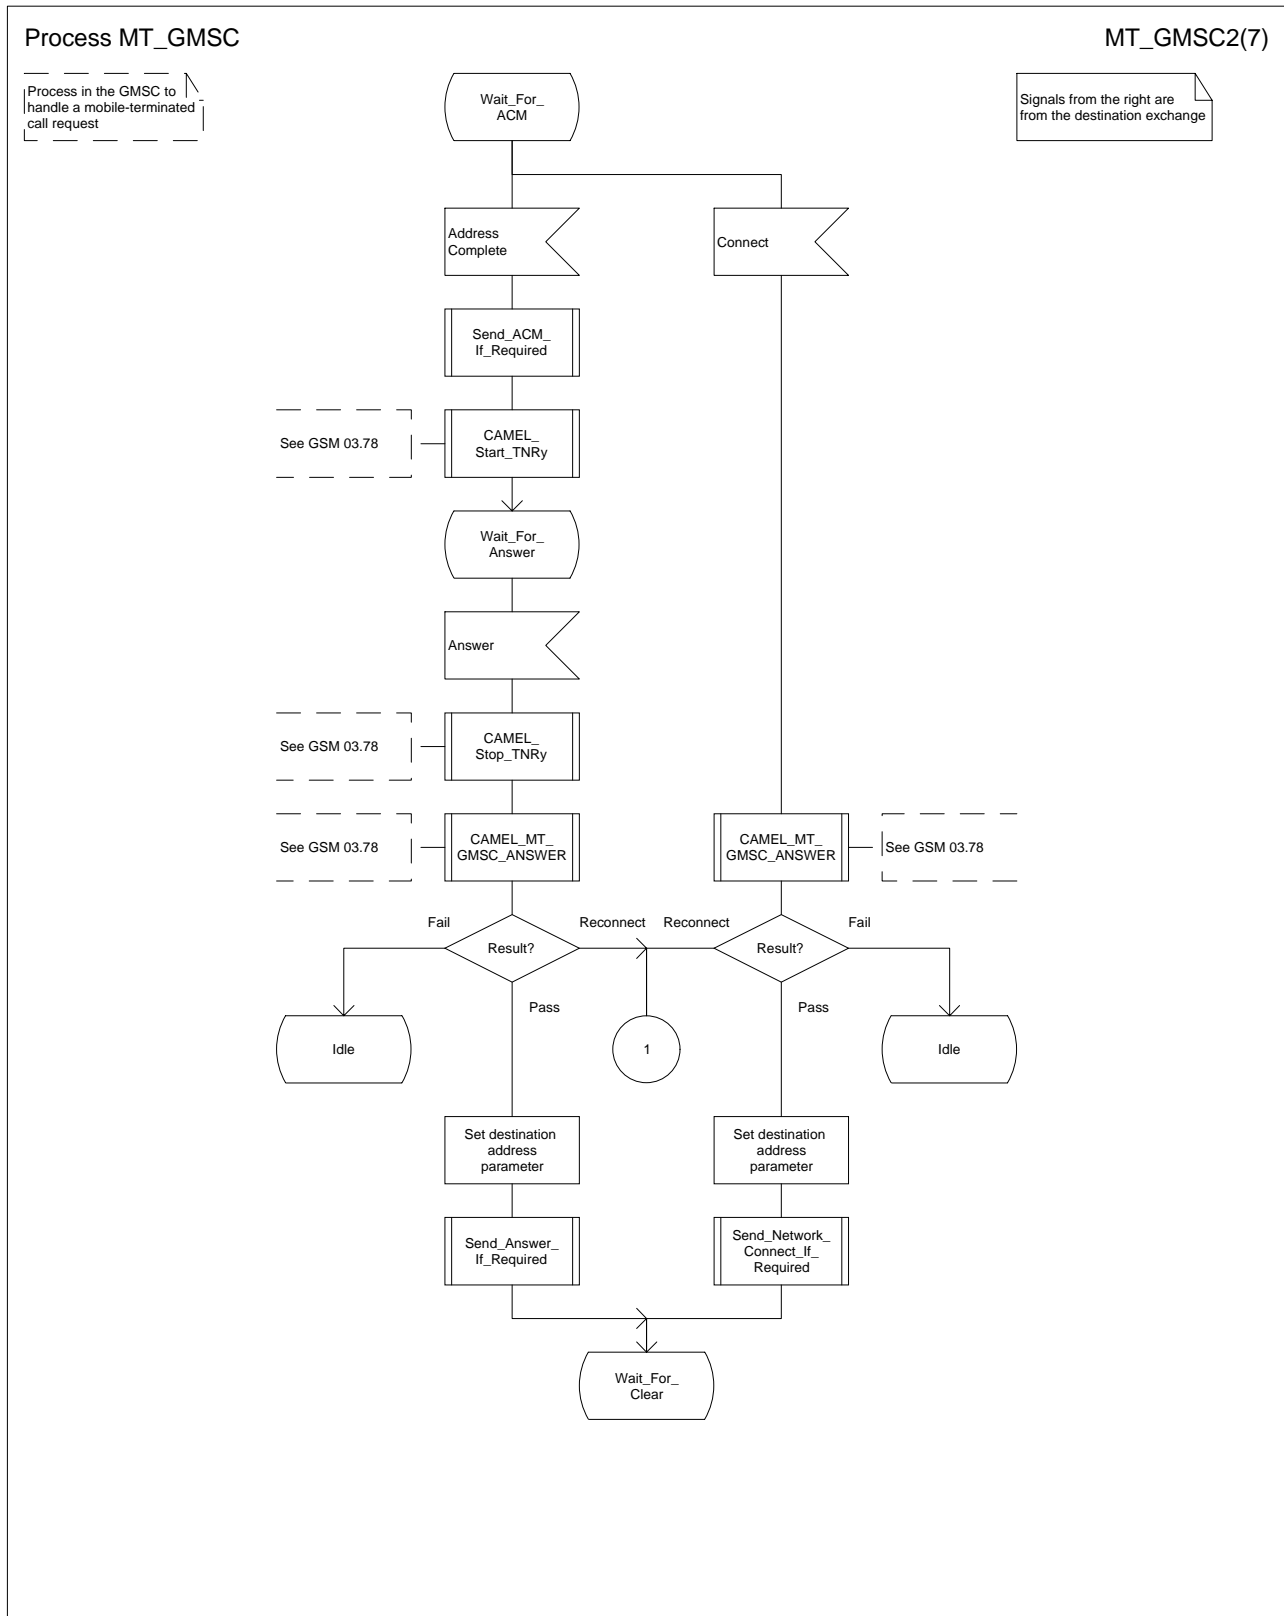 Process MT_GMSC
MT_GMSC2(7)
Process in the GMSC to
handle a mobile-terminated
call request
Wait_For_
ACM
Signals from the right are
from the destination exchange
Address
Complete
Connect
Send_ACM_
If_Required
See GSM 03.78
CAMEL_
Start_TNRy
Wait_For_
Answer
Answer
See GSM 03.78
CAMEL_
Stop_TNRy
See GSM 03.78
CAMEL_MT_
GMSC_ANSWER
CAMEL_MT_
GMSC_ANSWER
See GSM 03.78
Fail
Reconnect
Reconnect
Fail
Result?
Result?
Pass
Pass
Idle
1
Idle
Set destination
address
parameter
Set destination
address
parameter
Send_Answer_
If_Required
Send_Network_
Connect_If_
Required
Wait_For_
Clear